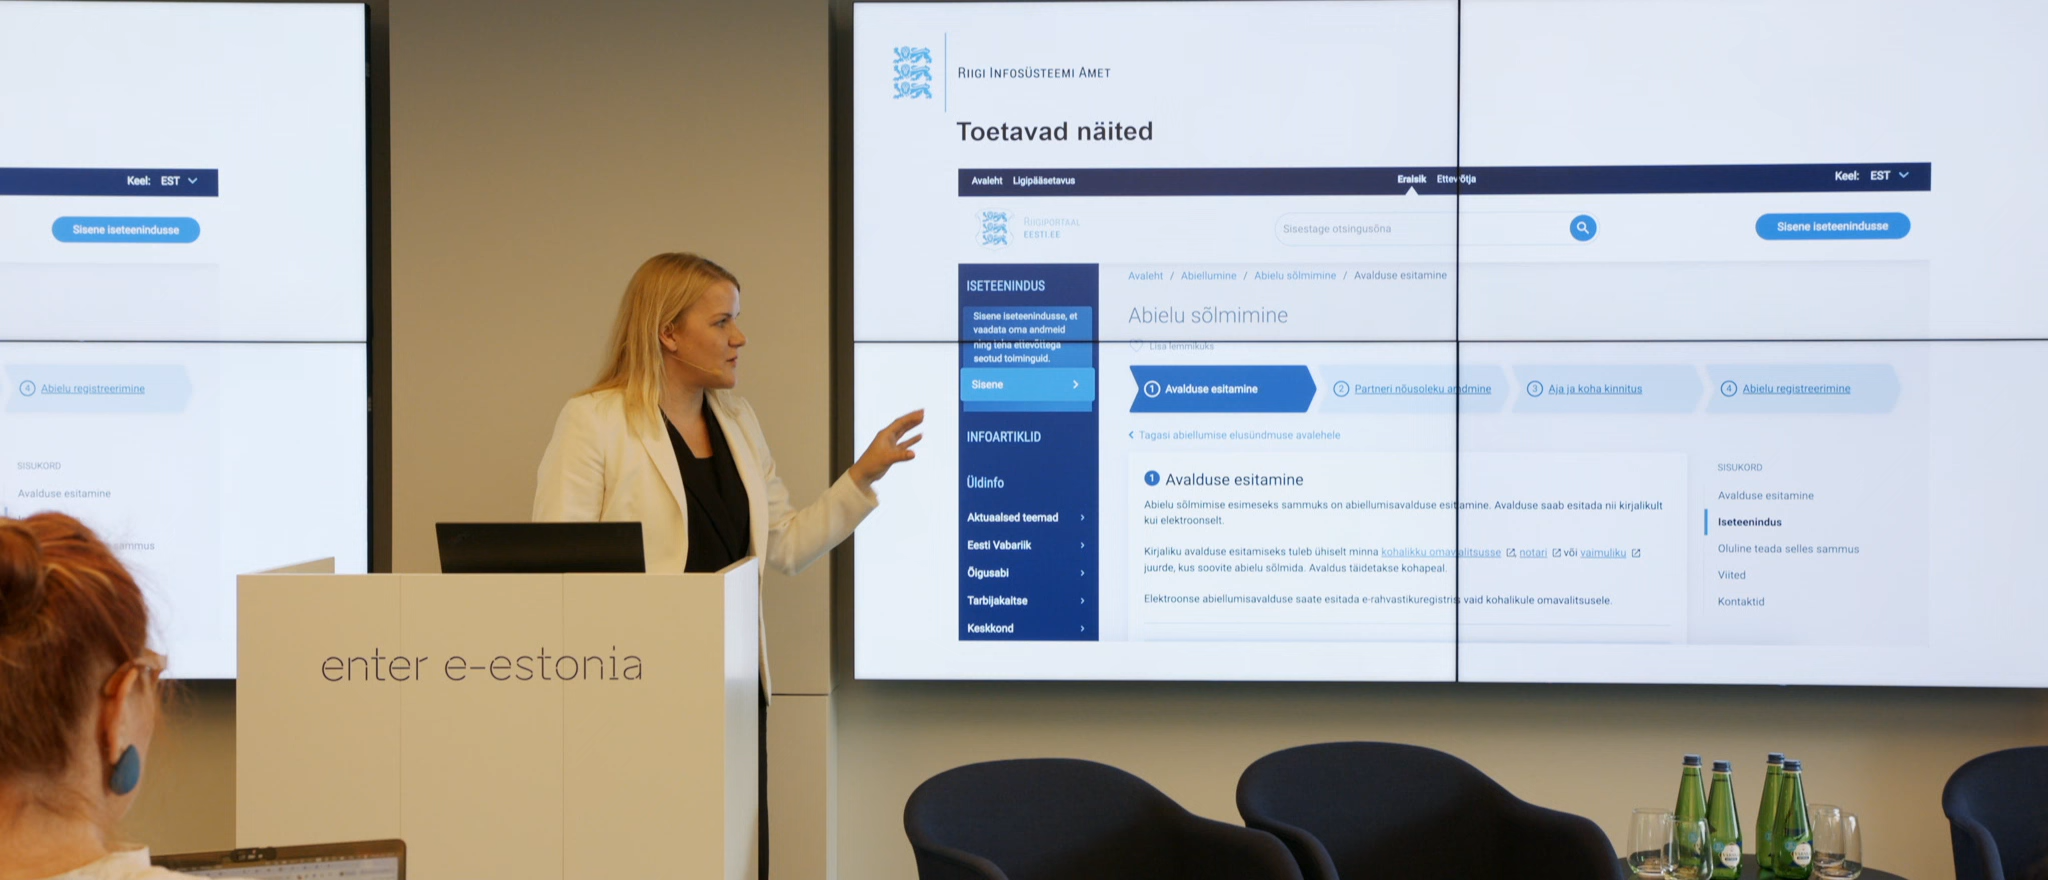 Keel: EST
Sisene iseteenindusse
4 Abielu registreerimine
SISUKORD
Avalduse esitamine
sammus
enter e-estonia
RIIGI INFOSÜSTEEMI AMET
Toetavad näited
Avaleht Ligipääsetavus Eraisik Ettevõtja Keel: EST
RIIGIPORTAAL
EESTI.EE
Sisestage otsingusõna
Sisene iseteenindusse
ISETEENINDUS
Sisene iseteenindusse, et
vaadata oma andmeid
ning teha ettevõttega
seotud toiminguid.
Sisene
INFOARTIKLID
Üldinfo
Aktuaalsed teemad
Eesti Vabariik
Õigusabi
Tarbijakaitse
Keskkond
Avaleht / Abiellumine / Abielu sõlmimine / Avalduse esitamine
Abielu sõlmimine
Lisa lemmikuks
1 Avalduse esitamine 2 Partneri nõusoleku andmine 3 Aja ja koha kinnitus 4 Abielu registreerimine
Tagasi abiellumise elusündmuse avalehele
1 Avalduse esitamine
Abielu sõlmimise esimeseks sammuks on abiellumisavalduse esitamine. Avalduse saab esitada nii kirjalikult
kui elektroonselt.
Kirjaliku avalduse esitamiseks tuleb ühiselt minna kohalikku omavalitsusse notari või vaimuliku
juurde, kus soovite abielu sõlmida. Avaldus täidetakse kohapeal.
Elektroonse abiellumisavalduse saate esitada e-rahvastikuregistris vaid kohalikule omavalitsusele.
SISUKORD
Avalduse esitamine
Iseteenindus
Oluline teada selles sammus
Viited
Kontaktid